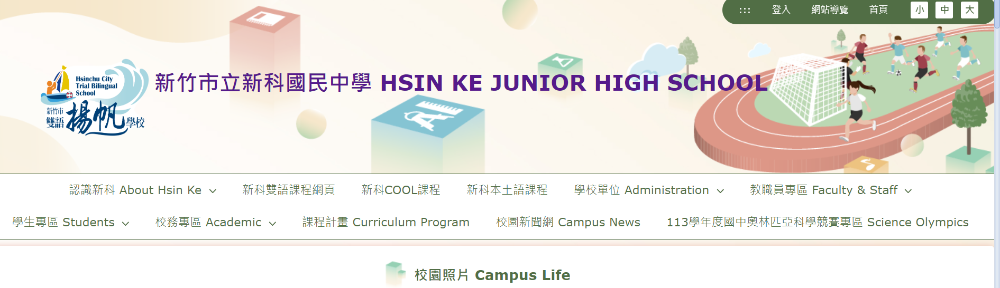 :::
登入
網站導覽
首頁
小
中
大
Hsinchu City
Trial Bilingual
School
新竹市
雙語
揚帆
學校
新竹市立新科國民中學 HSIN KE JUNIOR HIGH SCHOOL
認識新科 About Hsin Ke
新科雙語課程網頁
新科COOL課程
新科本土語課程
學校單位 Administration
教職員專區 Faculty & Staff
學生專區 Students
校務專區 Academic
課程計畫 Curriculum Program
校園新聞網 Campus News
113學年度國中奧林匹亞科學競賽專區 Science Olympics
校園照片 Campus Life